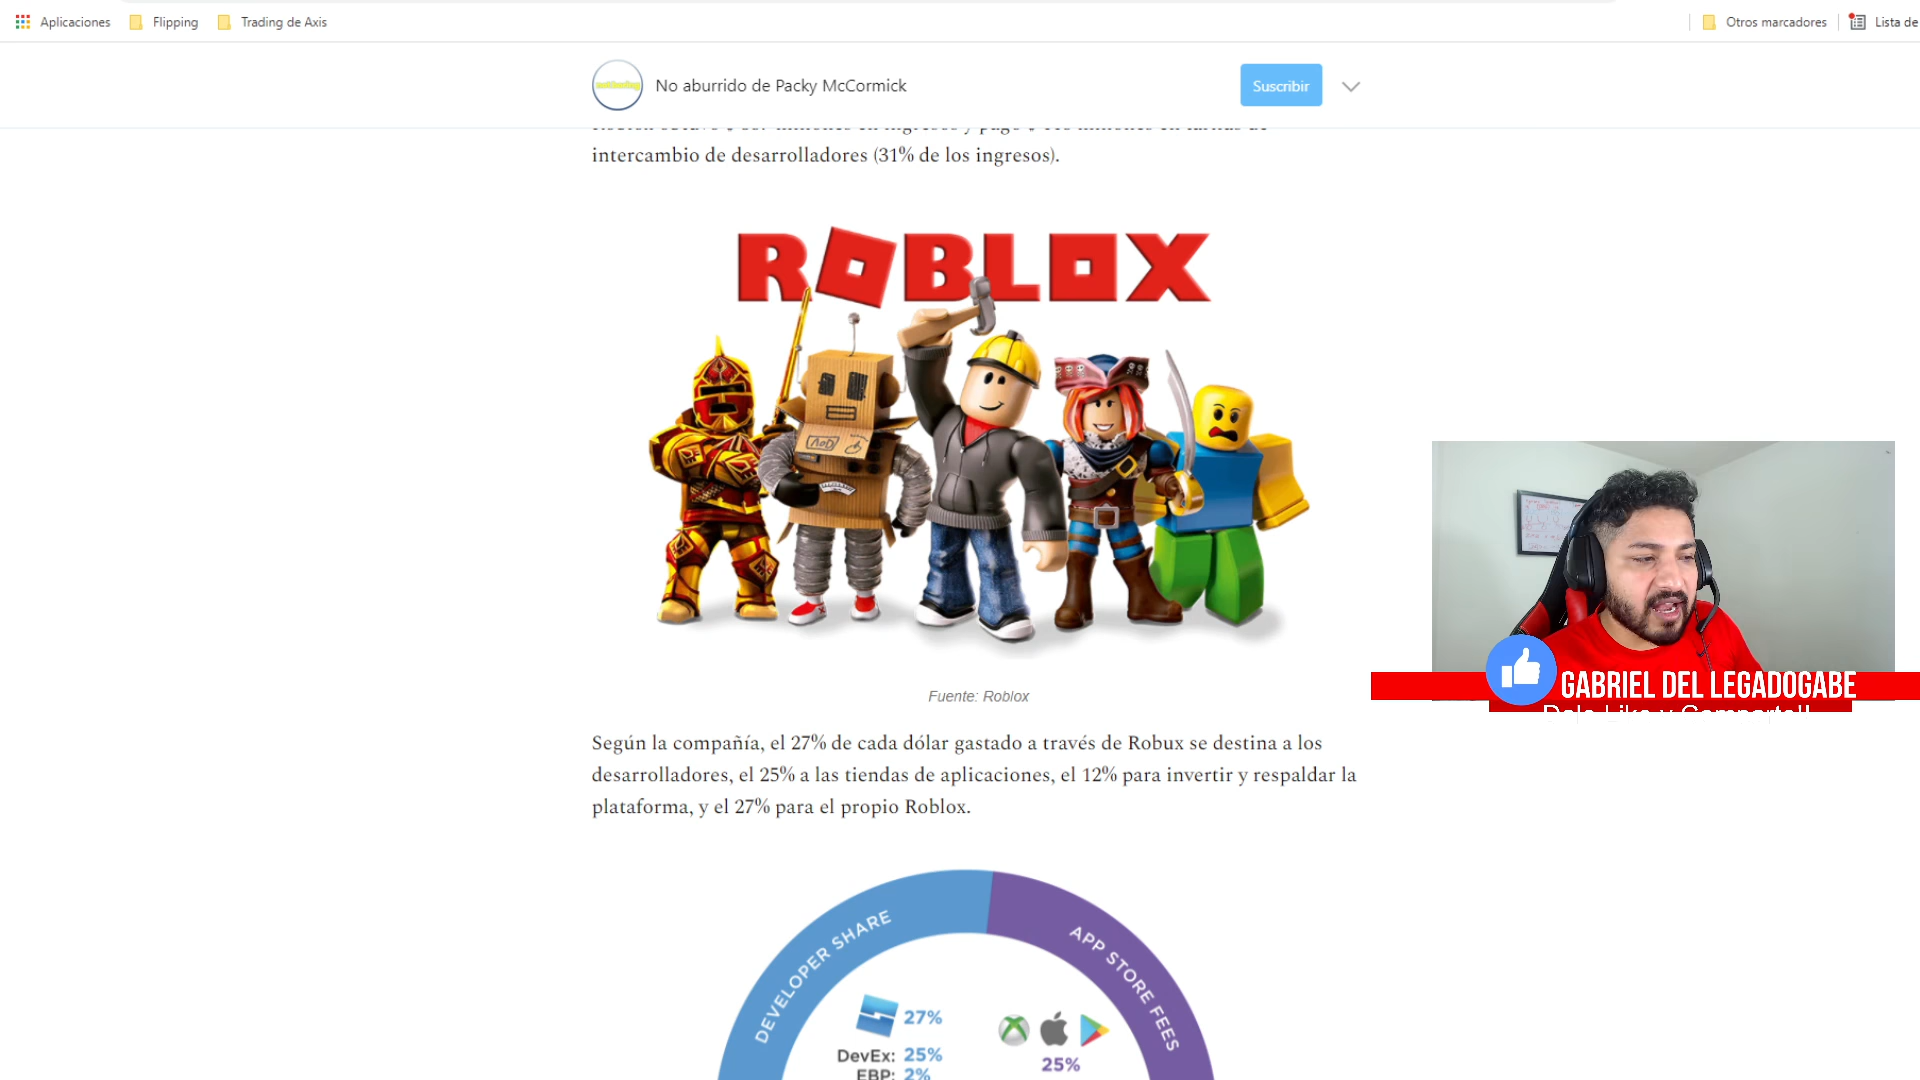 Aplicaciones Flipping Trading de Axis Otros marcadores Lista de
No aburrido de Packy McCormick Suscribir
intercambio de desarrolladores (31% de los ingresos).
ROBLOX
Fuente: Roblox
GABRIEL DEL LEGADOGABE
Según la compañía, el 27% de cada dólar gastado a través de Robux se destina a los
desarrolladores, el 25% a las tiendas de aplicaciones, el 12% para invertir y respaldar la
plataforma, y el 27% para el propio Roblox.
DEVELOPER SHARE
APP STORE FEES
27%
DevEx: 25%
EBP: 2%
25%